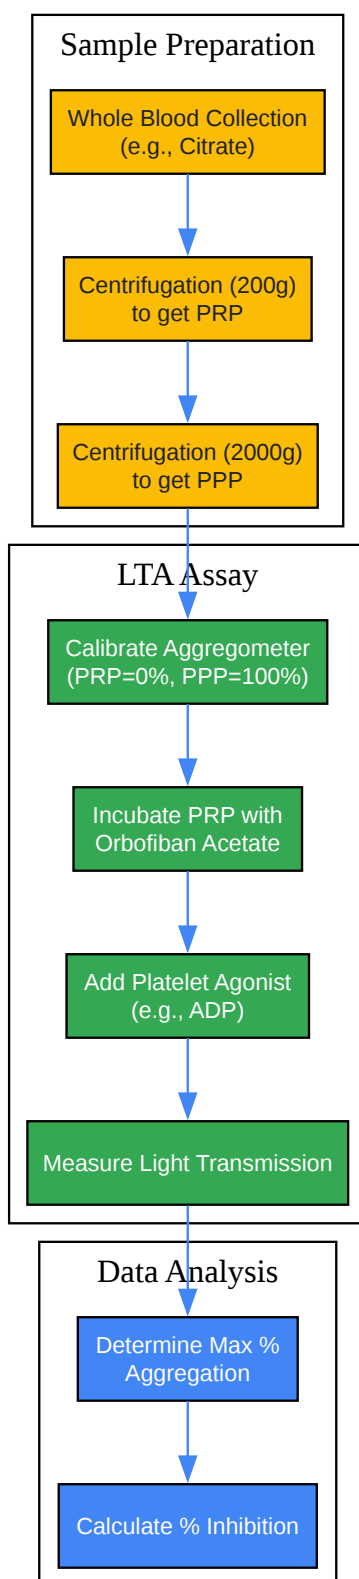 Sample Preparation
Whole Blood Collection
(e.g., Citrate)
Centrifugation (200g)
to get PRP
Centrifugation (2000g)
to get PPP
LTA Assay
Calibrate Aggregometer
(PRP=0%, PPP=100%)
Incubate PRP with
Orbofiban Acetate
Add Platelet Agonist
(e.g., ADP)
Measure Light Transmission
Data Analysis
Determine Max %
Aggregation
Calculate % Inhibition